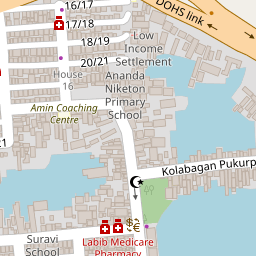 16/17
DOHS link
17/18
18/19
Low
Income
Settlement
20/21
House
16
Ananda
Niketon
Primary
School
Amin Coaching
Centre
Kolabagan Pukurp
Suravi
School
Labib Medicare
Pharmacy